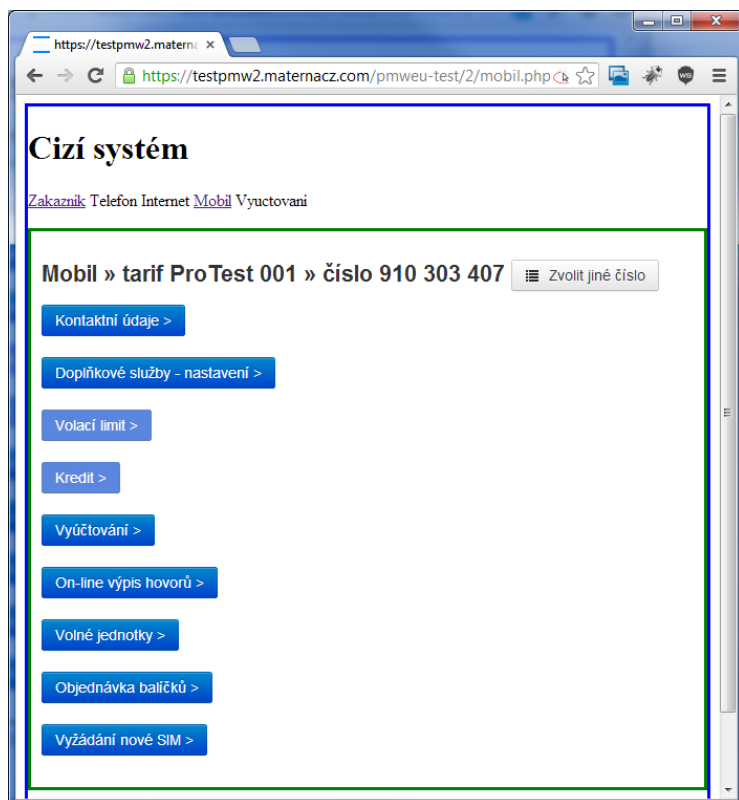 https://testpmw2.materna
https://testpmw2.maternacz.com/pmweu-test/2/mobil.php
Cizí systém
Zakaznik Telefon Internet Mobil Vyuctovani
Mobil » tarif ProTest 001 » číslo 910 303 407 Zvolit jiné číslo
Kontaktní údaje >
Doplňkové služby - nastavení >
Volací limit >
Kredit >
Vyúčtování >
On-line výpis hovorů >
Volné jednotky >
Objednávka balíčků >
Vyžádání nové SIM >